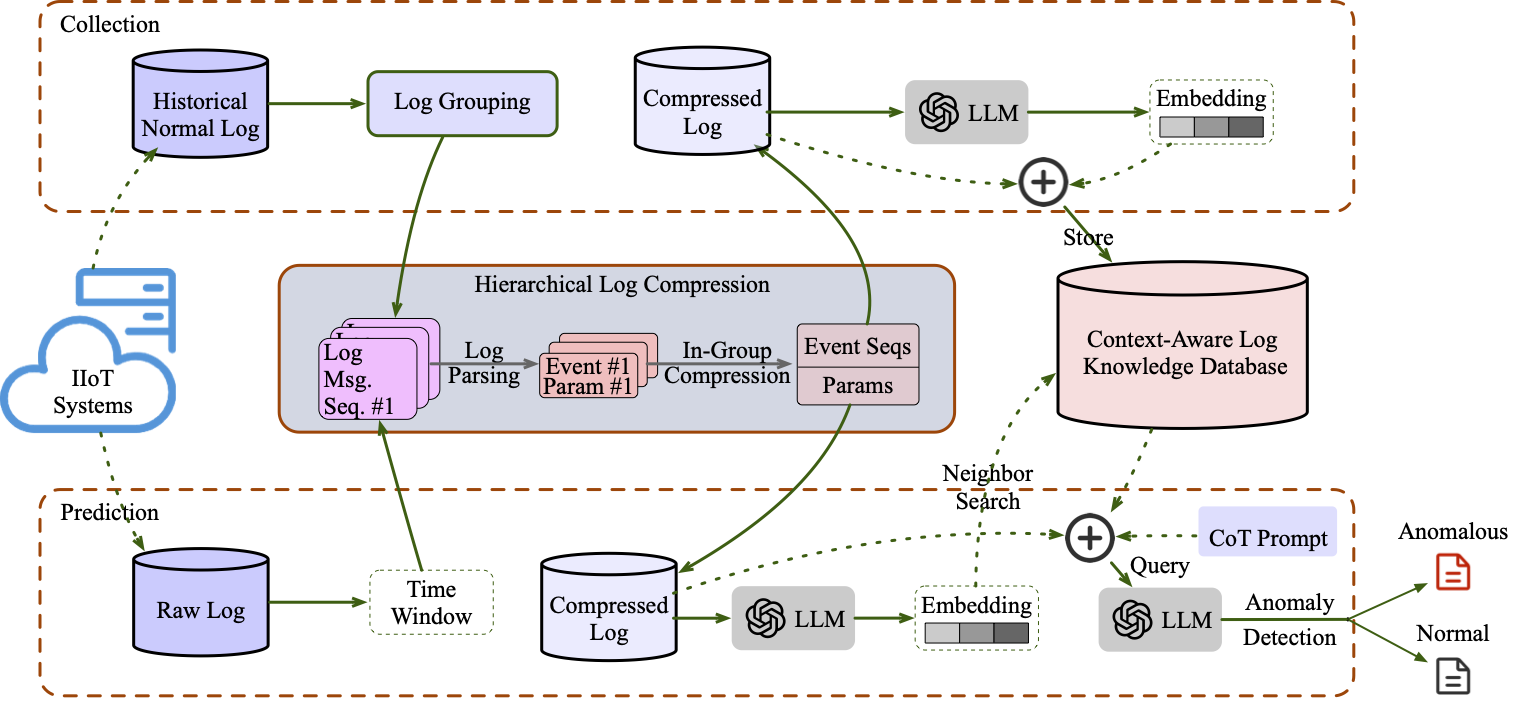 Collection
Historical
Normal Log
Log Grouping
Compressed
Log
LLM
Embedding
Store
Hierarchical Log Compression
Log
Msg.
Seq. #1
Log
Parsing
Event #1
Param #1
In-Group
Compression
Event Seqs
Params
Context-Aware Log
Knowledge Database
IIoT
Systems
Neighbor
Search
Prediction
Raw Log
Time
Window
Compressed
Log
LLM
Embedding
CoT Prompt
Query
LLM
Anomaly
Detection
Anomalous
Normal